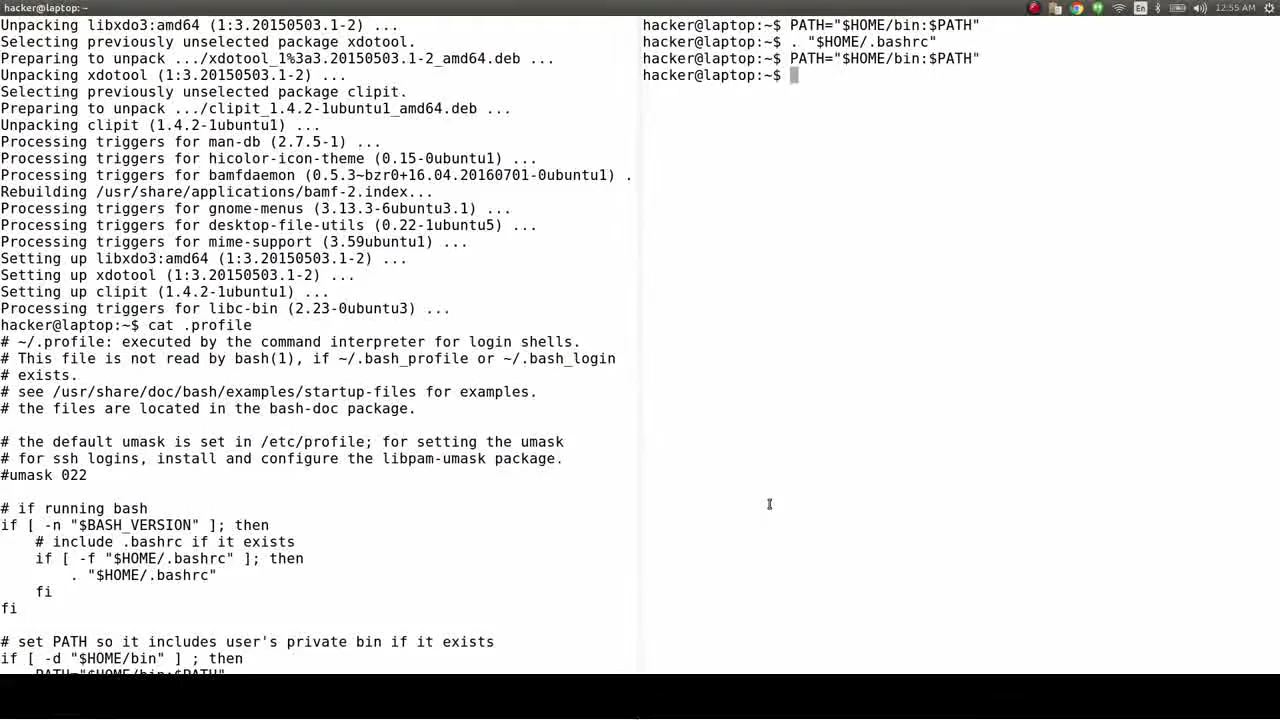 hacker@laptop: ~
En
12:55 AM
Unpacking libxdo3:amd64 (1:3.20150503.1-2) ...
Selecting previously unselected package xdotool.
Preparing to unpack .../xdotool_1%3a3.20150503.1-2_amd64.deb ...
Unpacking xdotool (1:3.20150503.1-2) ...
Selecting previously unselected package clipit.
Preparing to unpack .../clipit_1.4.2-1ubuntu1_amd64.deb ...
Unpacking clipit (1.4.2-1ubuntu1) ...
Processing triggers for man-db (2.7.5-1) ...
Processing triggers for hicolor-icon-theme (0.15-0ubuntu1) ...
Processing triggers for bamfdaemon (0.5.3~bzr0+16.04.20160701-0ubuntu1) .
Rebuilding /usr/share/applications/bamf-2.index...
Processing triggers for gnome-menus (3.13.3-6ubuntu3.1) ...
Processing triggers for desktop-file-utils (0.22-1ubuntu5) ...
Processing triggers for mime-support (3.59ubuntu1) ...
Setting up libxdo3:amd64 (1:3.20150503.1-2) ...
Setting up xdotool (1:3.20150503.1-2) ...
Setting up clipit (1.4.2-1ubuntu1) ...
Processing triggers for libc-bin (2.23-0ubuntu3) ...
hacker@laptop:~$ cat .profile
# ~/.profile: executed by the command interpreter for login shells.
# This file is not read by bash(1), if ~/.bash_profile or ~/.bash_login
# exists.
# see /usr/share/doc/bash/examples/startup-files for examples.
# the files are located in the bash-doc package.

# the default umask is set in /etc/profile; for setting the umask
# for ssh logins, install and configure the libpam-umask package.
#umask 022

# if running bash
if [ -n "$BASH_VERSION" ]; then
    # include .bashrc if it exists
    if [ -f "$HOME/.bashrc" ]; then
        . "$HOME/.bashrc"
    fi
fi

# set PATH so it includes user's private bin if it exists
if [ -d "$HOME/bin" ] ; then
    PATH="$HOME/bin:$PATH"
hacker@laptop:~$ PATH="$HOME/bin:$PATH"
hacker@laptop:~$ . "$HOME/.bashrc"
hacker@laptop:~$ PATH="$HOME/bin:$PATH"
hacker@laptop:~$